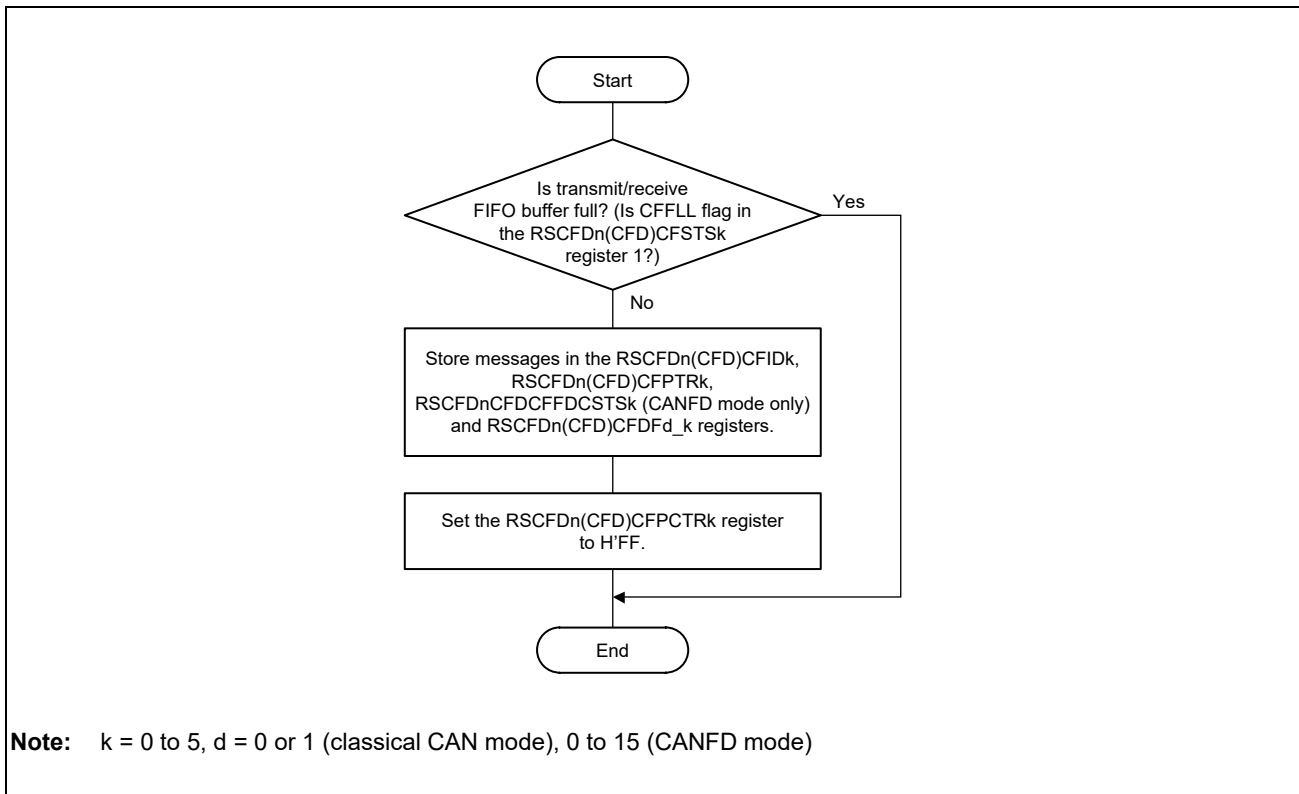 Start
Is transmit/receive
FIFO buffer full? (Is CFFLL flag in
the RSCFDn(CFD)CFSTSk
register 1?)
Yes
No
Store messages in the RSCFDn(CFD)CFIDk,
RSCFDn(CFD)CFPTRk,
RSCFDnCFDCFFDCSTSk (CANFD mode only)
and RSCFDn(CFD)CFDFd_k registers.
Set the RSCFDn(CFD)CFPCTRk register
to H’FF.
End
Note: k = 0 to 5, d = 0 or 1 (classical CAN mode), 0 to 15 (CANFD mode)